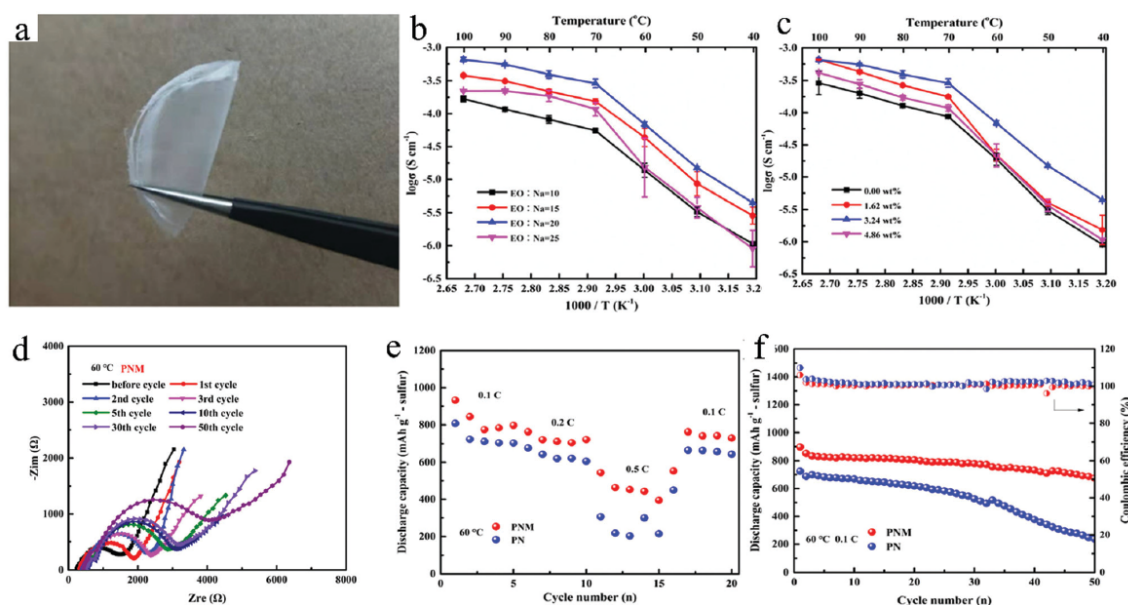 a
b
Temperature (°C)
100 90 80 70 60 50 40
-3.0
-3.5
-4.0
-4.5
-5.0
-5.5
-6.0
-6.5
logσ (S cm⁻¹)
EO：Na=10
EO：Na=15
EO：Na=20
EO：Na=25
2.65 2.70 2.75 2.80 2.85 2.90 2.95 3.00 3.05 3.10 3.15 3.20
1000 / T (K⁻¹)
c
Temperature (°C)
100 90 80 70 60 50 40
-3.0
-3.5
-4.0
-4.5
-5.0
-5.5
-6.0
-6.5
logσ (S cm⁻¹)
0.00 wt%
1.62 wt%
3.24 wt%
4.86 wt%
2.65 2.70 2.75 2.80 2.85 2.90 2.95 3.00 3.05 3.10 3.15 3.20
1000 / T (K⁻¹)
d
4000
3000
2000
1000
0
-Zim (Ω)
60 °C PNM
before cycle 1st cycle
2nd cycle 3rd cycle
5th cycle 10th cycle
30th cycle 50th cycle
0 2000 4000 6000 8000
Zre (Ω)
e
1200
1000
800
600
400
200
0
Discharge capacity (mAh g⁻¹ - sulfur)
0.1 C
0.2 C
0.5 C
0.1 C
60 °C
PNM
PN
0 5 10 15 20
Cycle number (n)
f
1400
1200
1000
800
600
400
200
0
Discharge capacity (mAh g⁻¹ - sulfur)
120
100
80
60
40
20
0
Coulombic efficiency (%)
PNM
PN
60 °C 0.1 C
0 10 20 30 40 50
Cycle number (n)